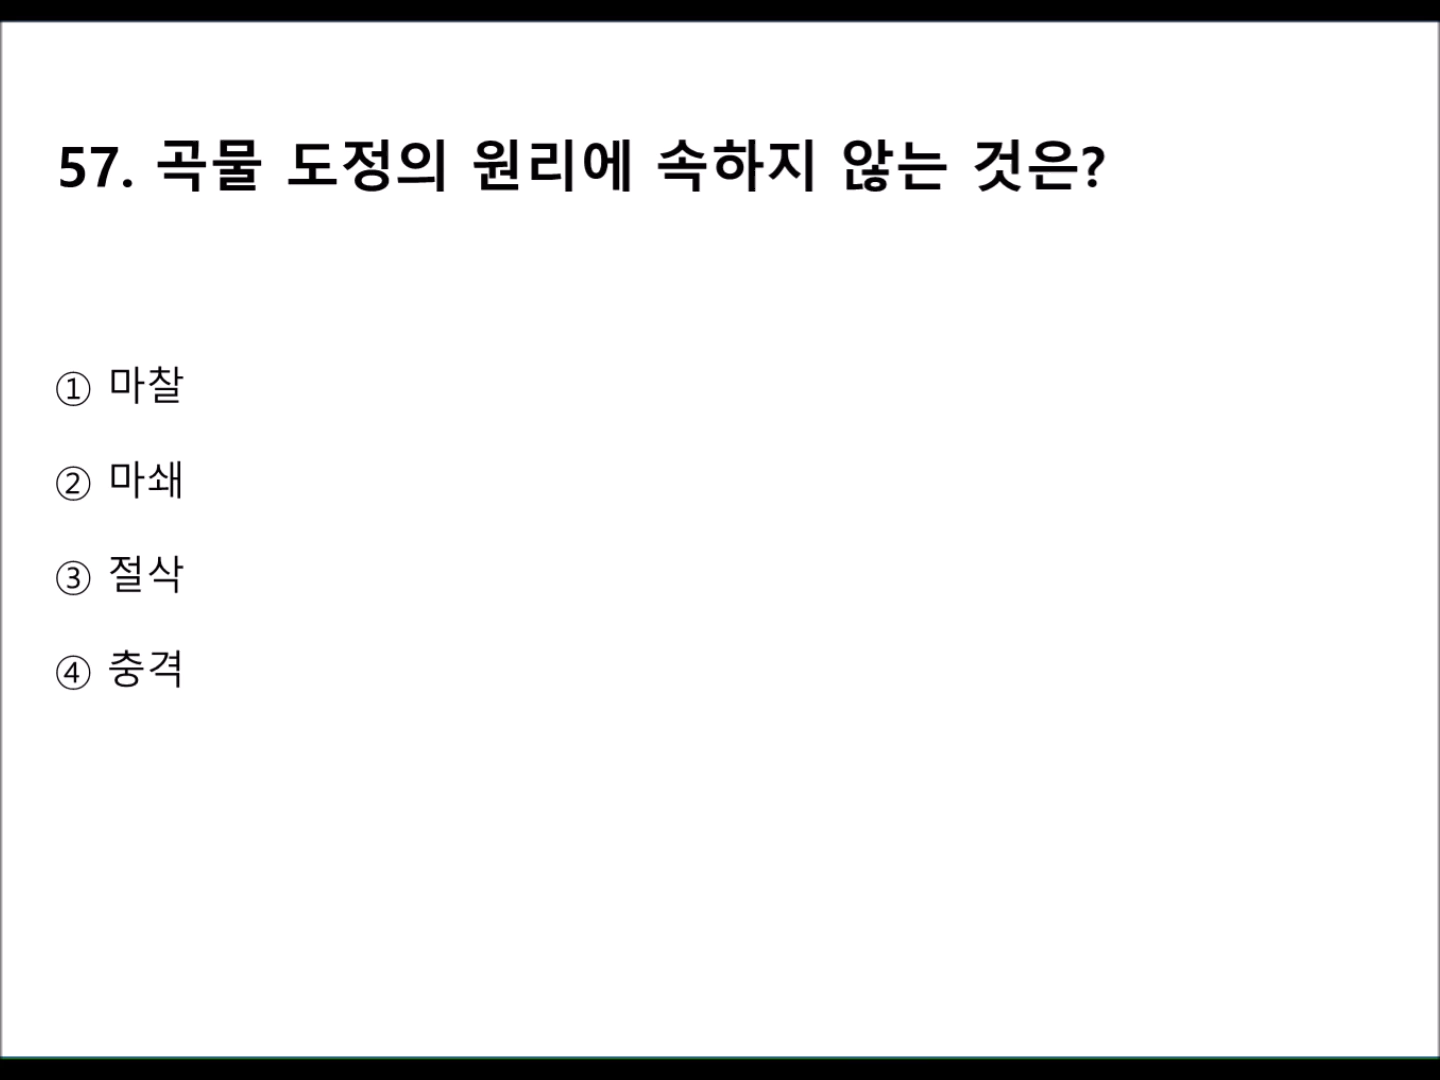 57. 곡물 도정의 원리에 속하지 않는 것은?
① 마찰
② 마쇄
③ 절삭
④ 충격